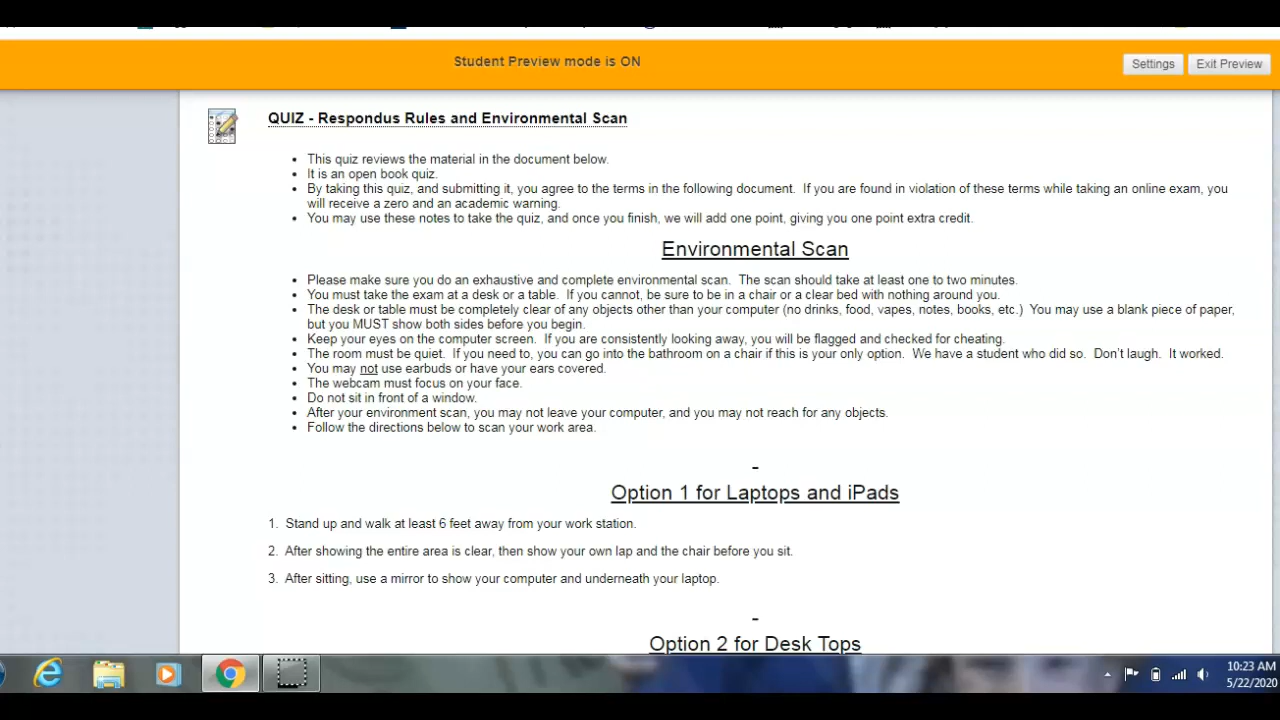 Student Preview mode is ON
Settings
Exit Preview
QUIZ - Respondus Rules and Environmental Scan
• This quiz reviews the material in the document below.
• It is an open book quiz.
• By taking this quiz, and submitting it, you agree to the terms in the following document. If you are found in violation of these terms while taking an online exam, you
will receive a zero and an academic warning.
• You may use these notes to take the quiz, and once you finish, we will add one point, giving you one point extra credit.
Environmental Scan
• Please make sure you do an exhaustive and complete environmental scan. The scan should take at least one to two minutes.
• You must take the exam at a desk or a table. If you cannot, be sure to be in a chair or a clear bed with nothing around you.
• The desk or table must be completely clear of any objects other than your computer (no drinks, food, vapes, notes, books, etc.) You may use a blank piece of paper,
but you MUST show both sides before you begin.
• Keep your eyes on the computer screen. If you are consistently looking away, you will be flagged and checked for cheating.
• The room must be quiet. If you need to, you can go into the bathroom on a chair if this is your only option. We have a student who did so. Don't laugh. It worked.
• You may not use earbuds or have your ears covered.
• The webcam must focus on your face.
• Do not sit in front of a window.
• After your environment scan, you may not leave your computer, and you may not reach for any objects.
• Follow the directions below to scan your work area.
Option 1 for Laptops and iPads
1. Stand up and walk at least 6 feet away from your work station.
2. After showing the entire area is clear, then show your own lap and the chair before you sit.
3. After sitting, use a mirror to show your computer and underneath your laptop.
Option 2 for Desk Tops
10:23 AM
5/22/2020